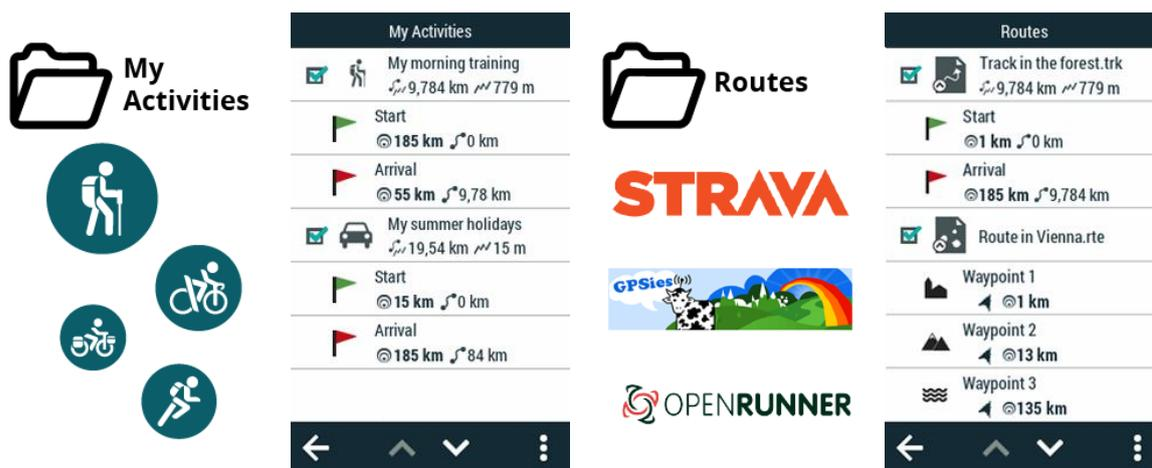 My
Activities
My Activities
My morning training
9,784 km 779 m
Start
185 km 0 km
Arrival
55 km 9,78 km
My summer holidays
19,54 km 15 m
Start
15 km 0 km
Arrival
185 km 84 km
Routes
STRAVA
GPSies
OPENRUNNER
Routes
Track in the forest.trk
9,784 km 779 m
Start
1 km 0 km
Arrival
185 km 9,784 km
Route in Vienna.rte
Waypoint 1
1 km
Waypoint 2
13 km
Waypoint 3
135 km